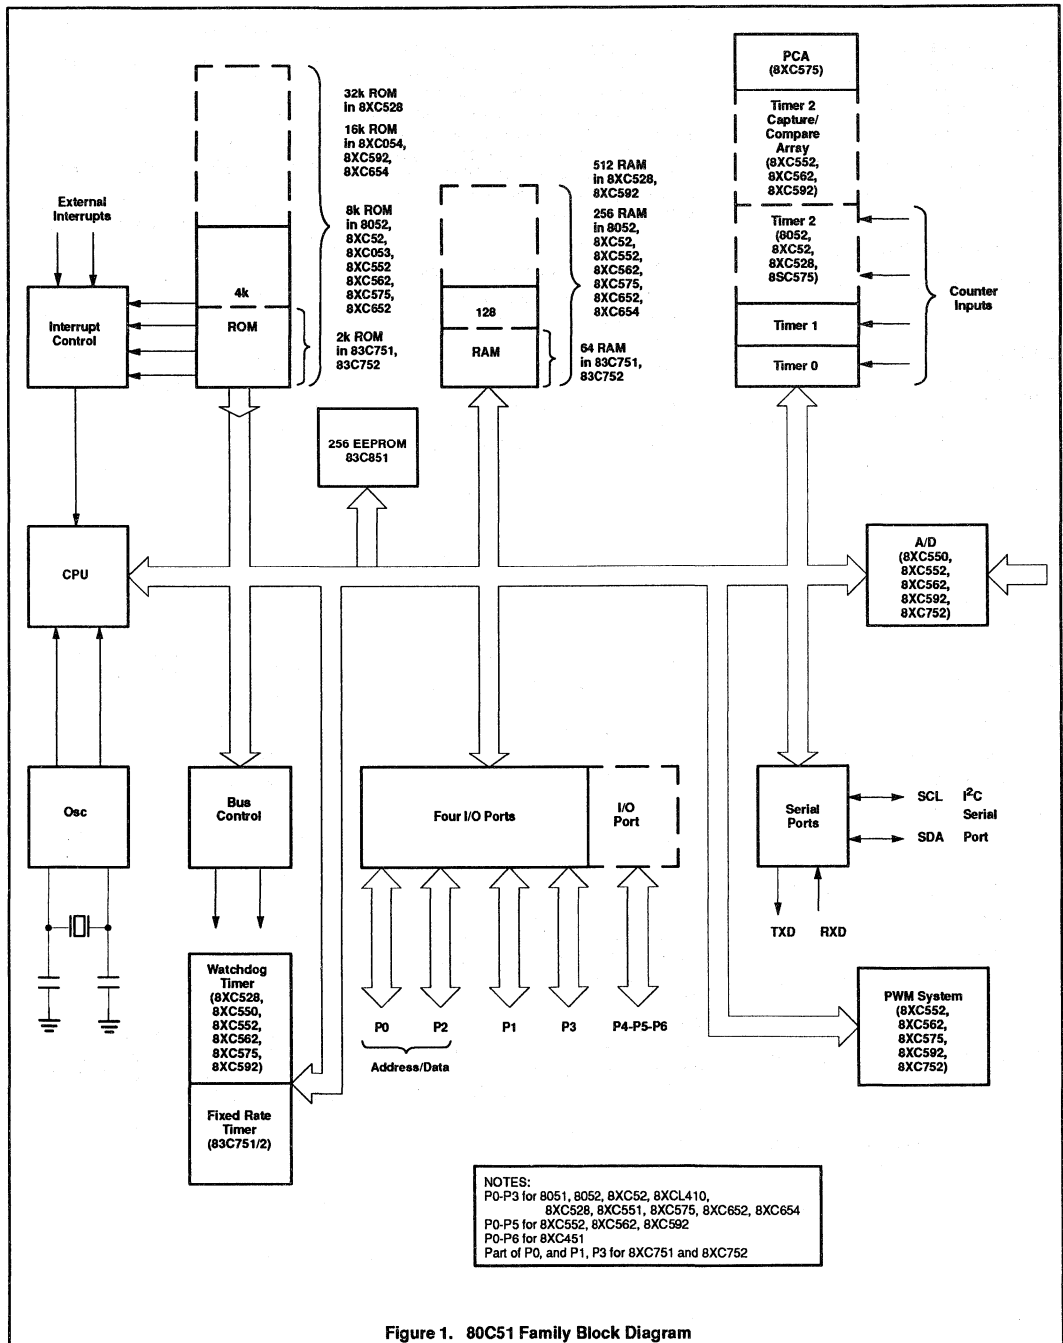 PCA
(8XC575)
Timer 2
Capture/
Compare
Array
(8XC552,
8XC562,
8XC592)
Timer 2
(8052,
8XC52,
8XC528,
8SC575)
Timer 1
Timer 0
Counter
Inputs
32k ROM
in 8XC528
16k ROM
in 8XC054,
8XC592,
8XC654
8k ROM
in 8052,
8XC52,
8XC053,
8XC552
8XC562,
8XC575,
8XC652
2k ROM
in 83C751,
83C752
4k
ROM
External
Interrupts
Interrupt
Control
512 RAM
in 8XC528,
8XC592
256 RAM
in 8052,
8XC52,
8XC552,
8XC562,
8XC575,
8XC652,
8XC654
64 RAM
in 83C751,
83C752
128
RAM
256 EEPROM
83C851
CPU
A/D
(8XC550,
8XC552,
8XC562,
8XC592,
8XC752)
Osc
Bus
Control
Four I/O Ports
I/O
Port
Serial
Ports
SCL I²C
Serial
SDA Port
TXD RXD
Watchdog
Timer
(8XC528,
8XC550,
8XC552,
8XC562,
8XC575,
8XC592)
Fixed Rate
Timer
(83C751/2)
P0 P2 P1 P3 P4-P5-P6
Address/Data
PWM System
(8XC552,
8XC562,
8XC575,
8XC592,
8XC752)
NOTES:
P0-P3 for 8051, 8052, 8XC52, 8XCL410,
8XC528, 8XC551, 8XC575, 8XC652, 8XC654
P0-P5 for 8XC552, 8XC562, 8XC592
P0-P6 for 8XC451
Part of P0, and P1, P3 for 8XC751 and 8XC752
Figure 1. 80C51 Family Block Diagram